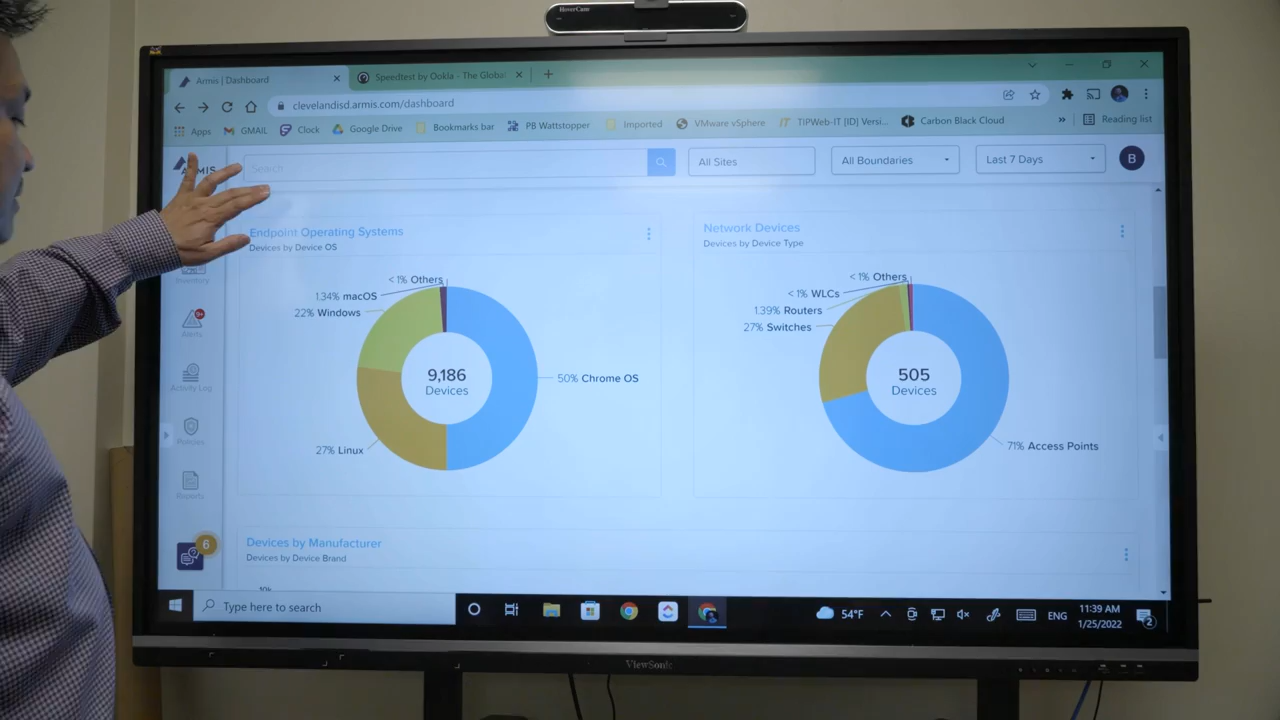 HoverCam
Armis | Dashboard
Speedtest by Ookla - The Global
clevelandisd.armis.com/dashboard
Apps
GMAIL
Clock
Google Drive
Bookmarks bar
PB Wattstopper
Imported
VMware vSphere
TIPWeb-IT [ID] Versi...
Carbon Black Cloud
»
Reading list
ARMIS
Search
All Sites
All Boundaries
Last 7 Days
B
Endpoint Operating Systems
Devices by Device OS
< 1% Others
1.34% macOS
22% Windows
9,186
Devices
50% Chrome OS
27% Linux
Network Devices
Devices by Device Type
< 1% Others
< 1% WLCs
1.39% Routers
27% Switches
505
Devices
71% Access Points
Inventory
9+
Alerts
Activity Log
Policies
Reports
6
Devices by Manufacturer
Devices by Device Brand
10k
Type here to search
54°F
ENG
11:39 AM
1/25/2022
2
ViewSonic